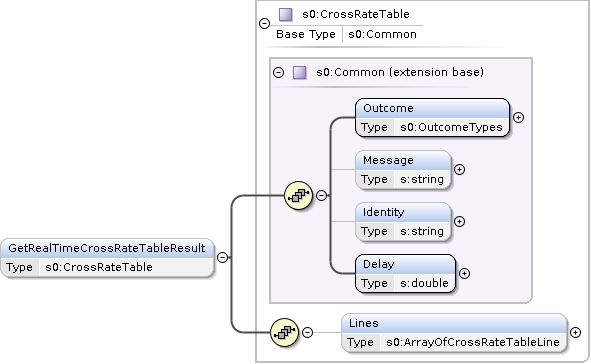 s0:CrossRateTable
Base Type s0:Common
s0:Common (extension base)
Outcome
Type s0:OutcomeTypes
Message
Type s:string
Identity
Type s:string
GetRealTimeCrossRateTableResult
Type s0:CrossRateTable
Delay
Type s:double
Lines
Type s0:ArrayOfCrossRateTableLine